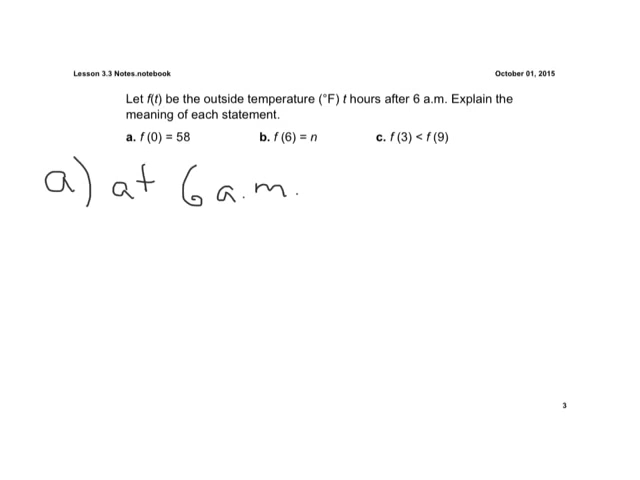 Lesson 3.3 Notes.notebook
October 01, 2015
Let f(t) be the outside temperature (°F) t hours after 6 a.m. Explain the
meaning of each statement.
a. f (0) = 58 b. f (6) = n c. f (3) < f (9)
a) at 6 a.m.
3